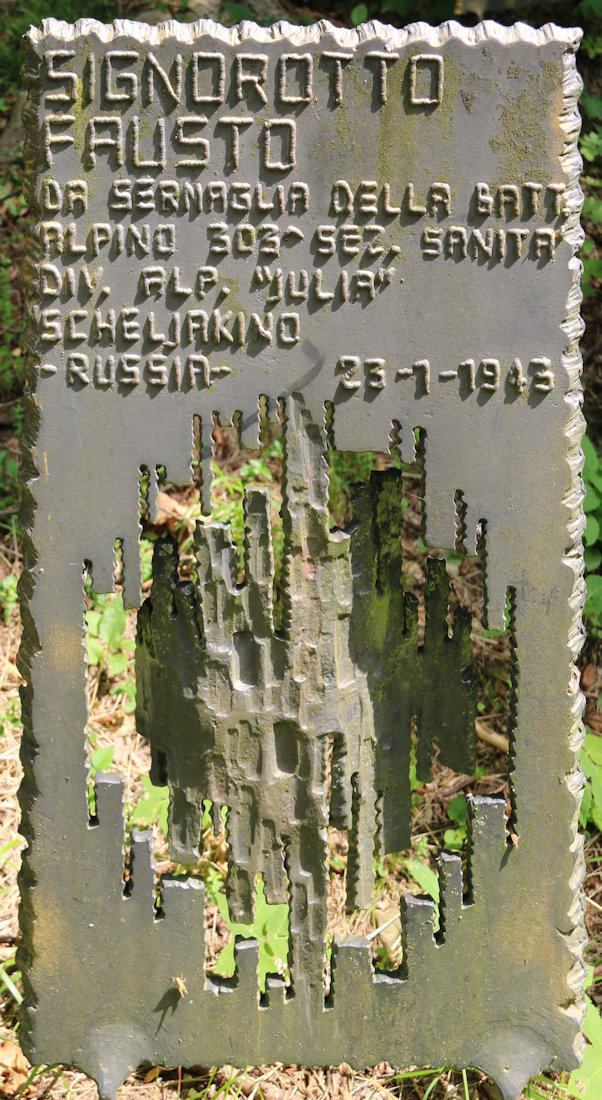 SIGNOROTTO
FAUSTO
DA SERNAGLIA DELLA BATT.
ALPINO 303^ SEZ. SANITA'
DIV. ALP. "JULIA"
SCHELJAKINO
-RUSSIA- 23-1-1943